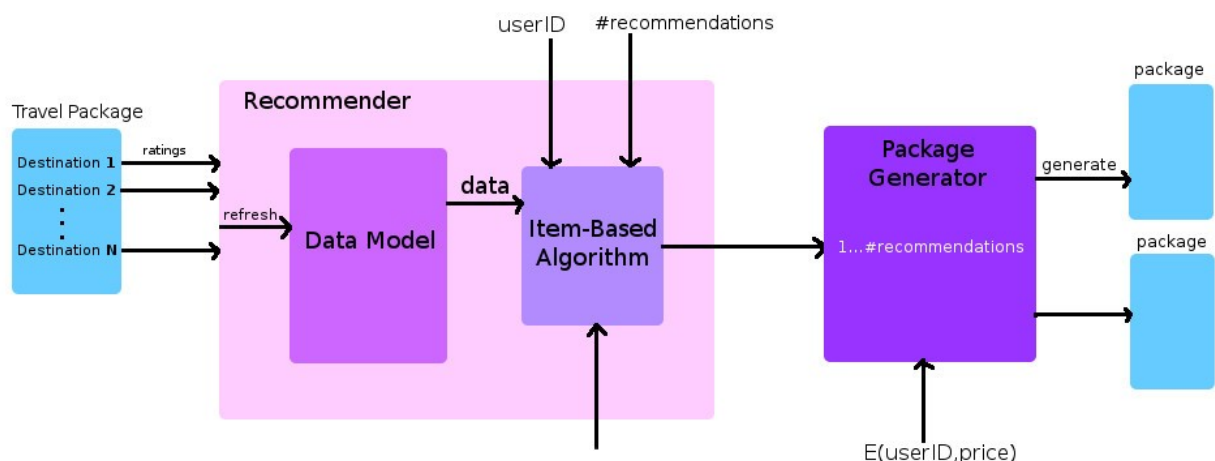 userID
#recommendations
Travel Package
Destination 1
Destination 2
Destination N
ratings
Recommender
refresh
Data Model
data
Item-Based
Algorithm
Package
Generator
1...#recommendations
E(userID,price)
generate
package
package